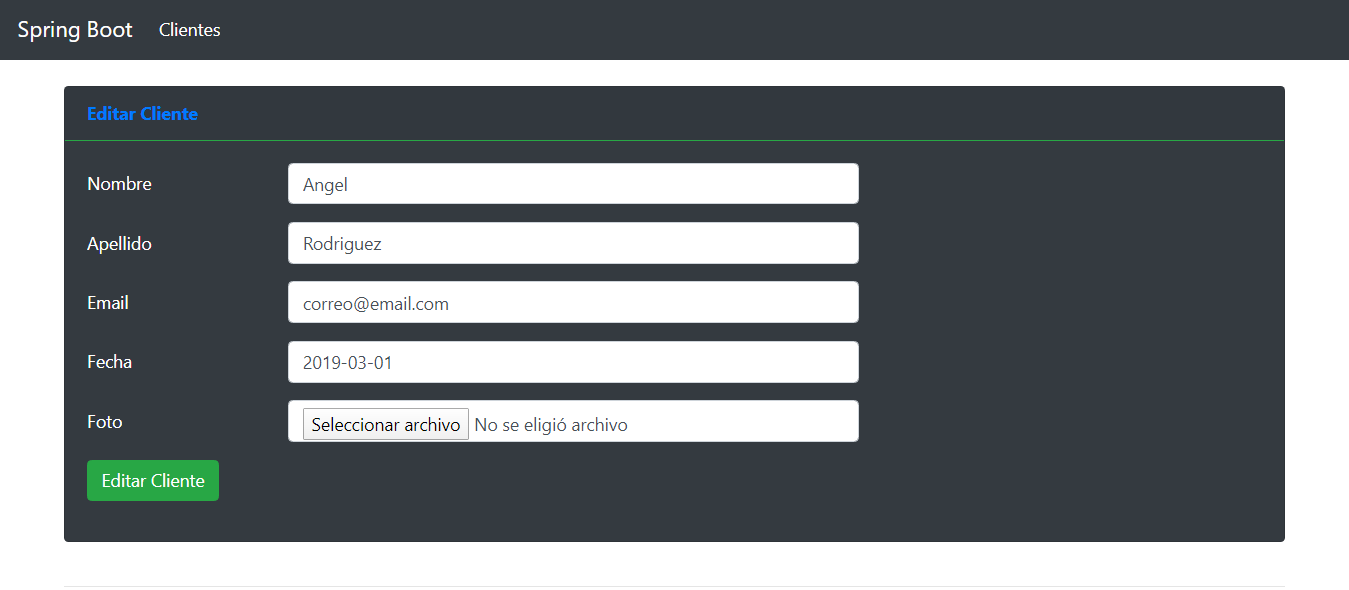 Spring Boot Clientes
Editar Cliente
Nombre Angel
Apellido Rodriguez
Email correo@email.com
Fecha 2019-03-01
Foto Seleccionar archivo No se eligió archivo
Editar Cliente